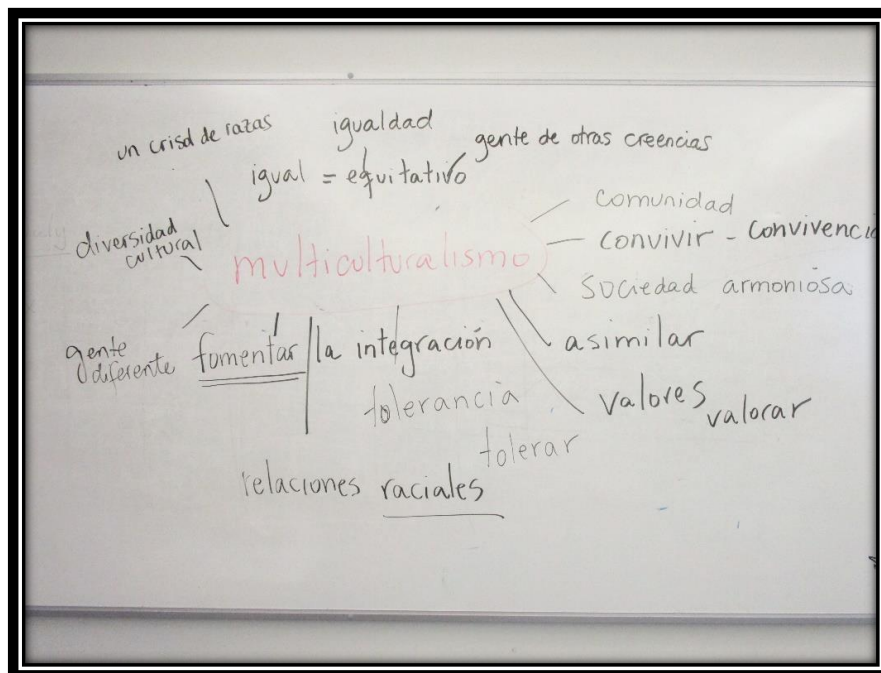 un crisol de razas
igualdad
gente de otras creencias
igual = equitativo
comunidad
diversidad cultural
convivir - convivencia
multiculturalismo
sociedad armoniosa
gente diferente
fomentar / la integración
asimilar
tolerancia
valores
valorar
tolerar
relaciones raciales